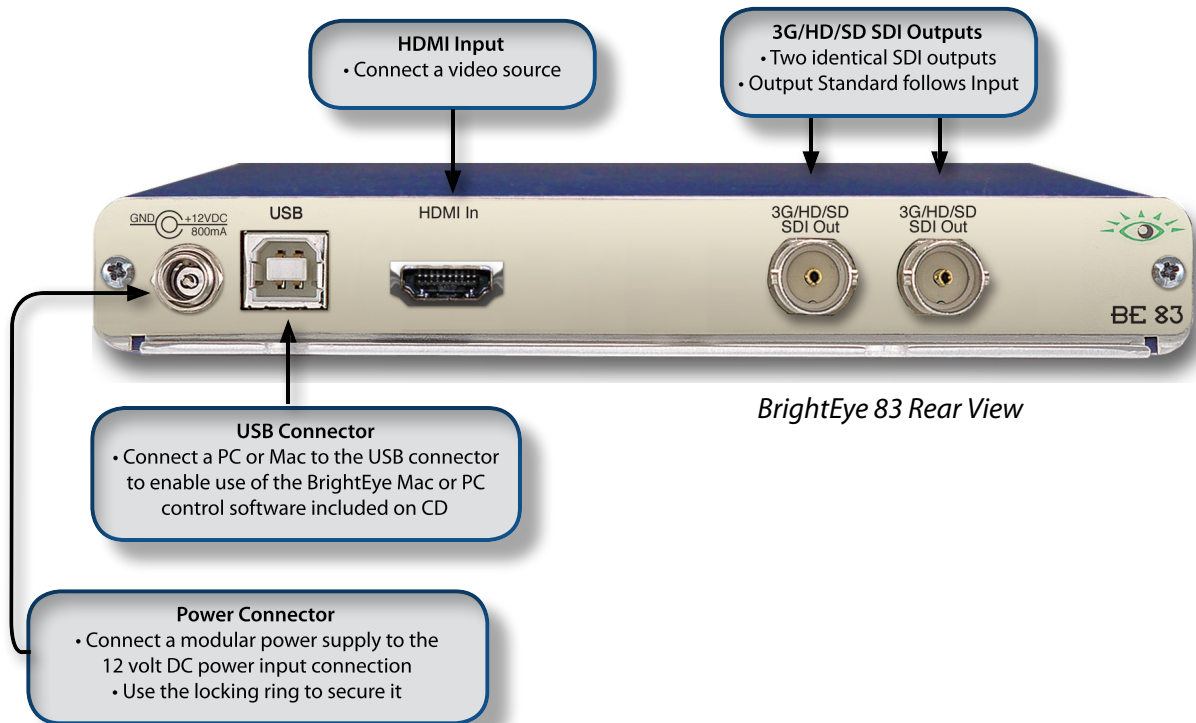 HDMI Input
• Connect a video source
3G/HD/SD SDI Outputs
• Two identical SDI outputs
• Output Standard follows Input
GND
+12VDC
800mA
USB
HDMI In
3G/HD/SD
SDI Out
3G/HD/SD
SDI Out
BE 83
BrightEye 83 Rear View
USB Connector
• Connect a PC or Mac to the USB connector
to enable use of the BrightEye Mac or PC
control software included on CD
Power Connector
• Connect a modular power supply to the
12 volt DC power input connection
• Use the locking ring to secure it